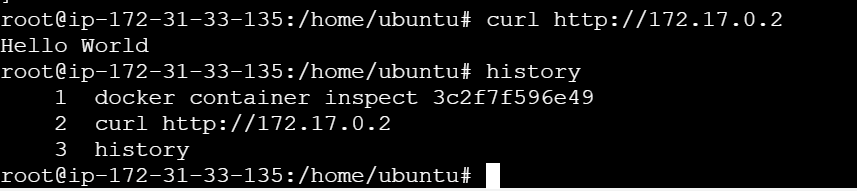 root@ip-172-31-33-135:/home/ubuntu# curl http://172.17.0.2
Hello World
root@ip-172-31-33-135:/home/ubuntu# history
    1  docker container inspect 3c2f7f596e49
    2  curl http://172.17.0.2
    3  history
root@ip-172-31-33-135:/home/ubuntu#